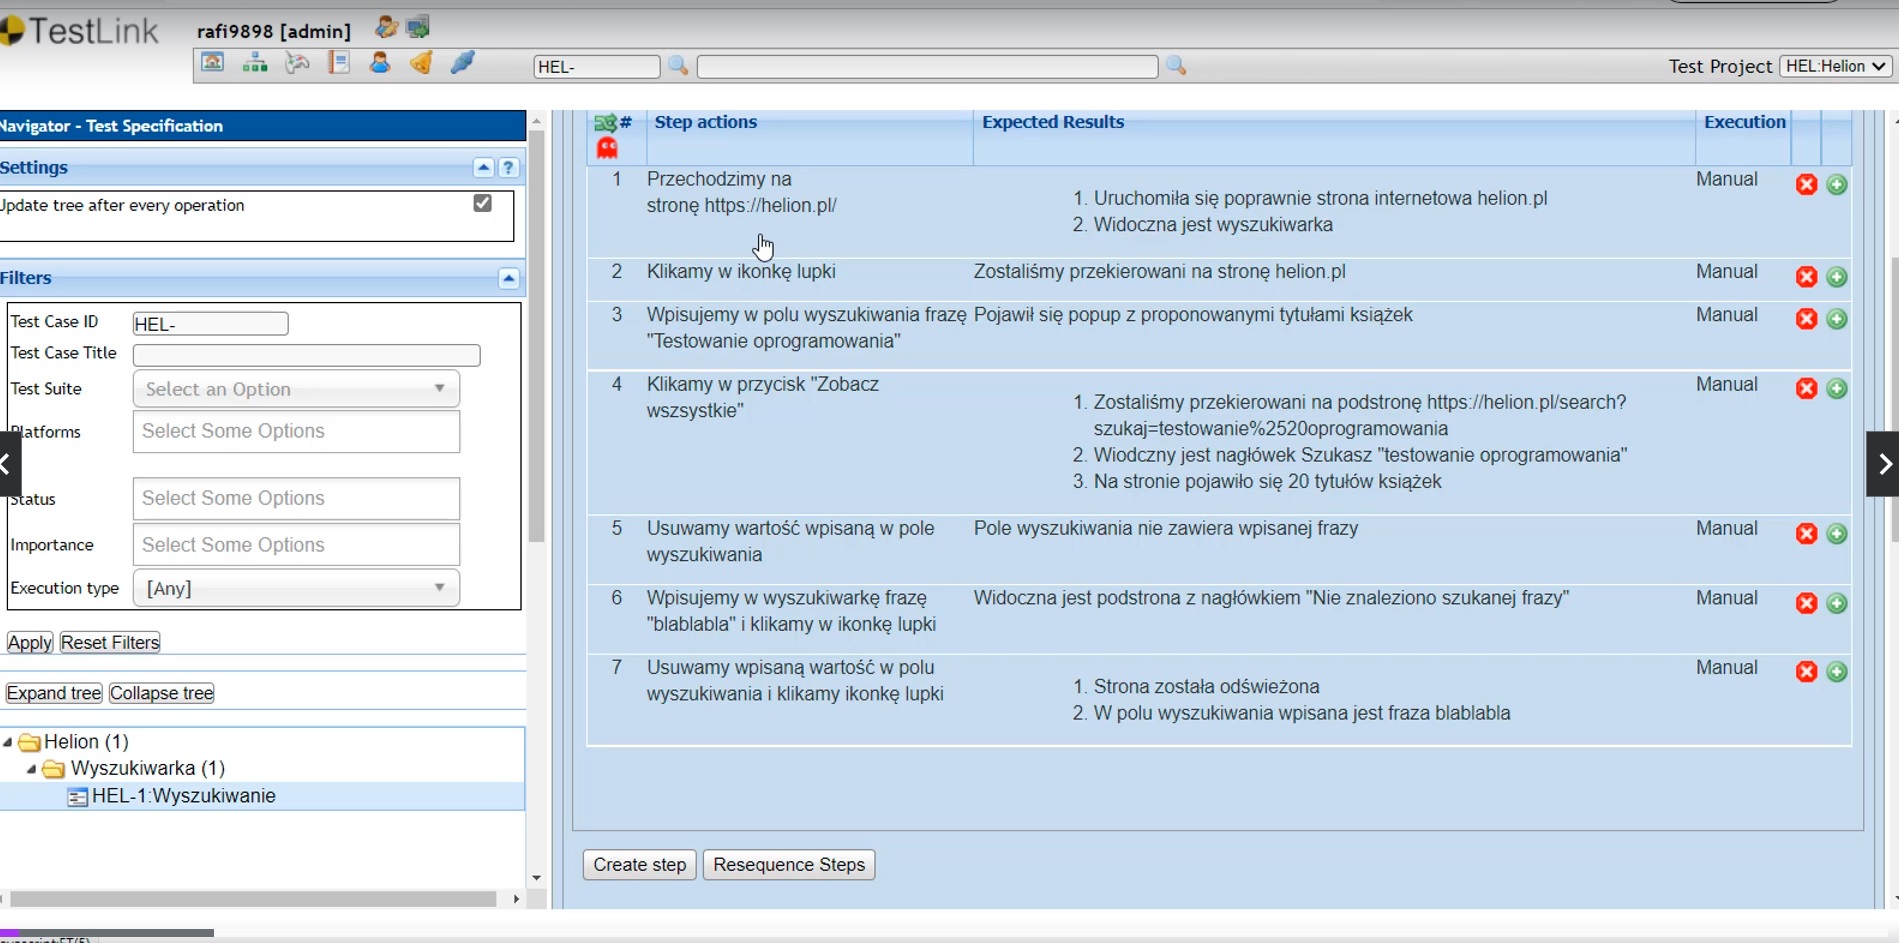 TestLink
rafi9898 [admin]
HEL-
Test Project HEL:Helion
Navigator - Test Specification
Settings
?
Update tree after every operation
Filters
Test Case ID HEL-
Test Case Title
Test Suite Select an Option
Platforms Select Some Options
Status Select Some Options
Importance Select Some Options
Execution type [Any]
Apply Reset Filters
Expand tree Collapse tree
Helion (1)
Wyszukiwarka (1)
HEL-1:Wyszukiwanie
# Step actions Expected Results Execution
1 Przechodzimy na
stronę https://helion.pl/
1. Uruchomiła się poprawnie strona internetowa helion.pl
2. Widoczna jest wyszukiwarka
Manual
2 Klikamy w ikonkę lupki Zostaliśmy przekierowani na stronę helion.pl Manual
3 Wpisujemy w polu wyszukiwania frazę Pojawił się popup z proponowanymi tytułami książek Manual
"Testowanie oprogramowania"
4 Klikamy w przycisk "Zobacz
wszsystkie"
1. Zostaliśmy przekierowani na podstronę https://helion.pl/search?
szukaj=testowanie%2520oprogramowania
2. Wiodczny jest nagłówek Szukasz "testowanie oprogramowania"
3. Na stronie pojawiło się 20 tytułów książek
Manual
5 Usuwamy wartość wpisaną w pole Pole wyszukiwania nie zawiera wpisanej frazy Manual
wyszukiwania
6 Wpisujemy w wyszukiwarkę frazę Widoczna jest podstrona z nagłówkiem "Nie znaleziono szukanej frazy" Manual
"blablabla" i klikamy w ikonkę lupki
7 Usuwamy wpisaną wartość w polu
wyszukiwania i klikamy ikonkę lupki
1. Strona została odświeżona
2. W polu wyszukiwania wpisana jest fraza blablabla
Manual
Create step Resequence Steps